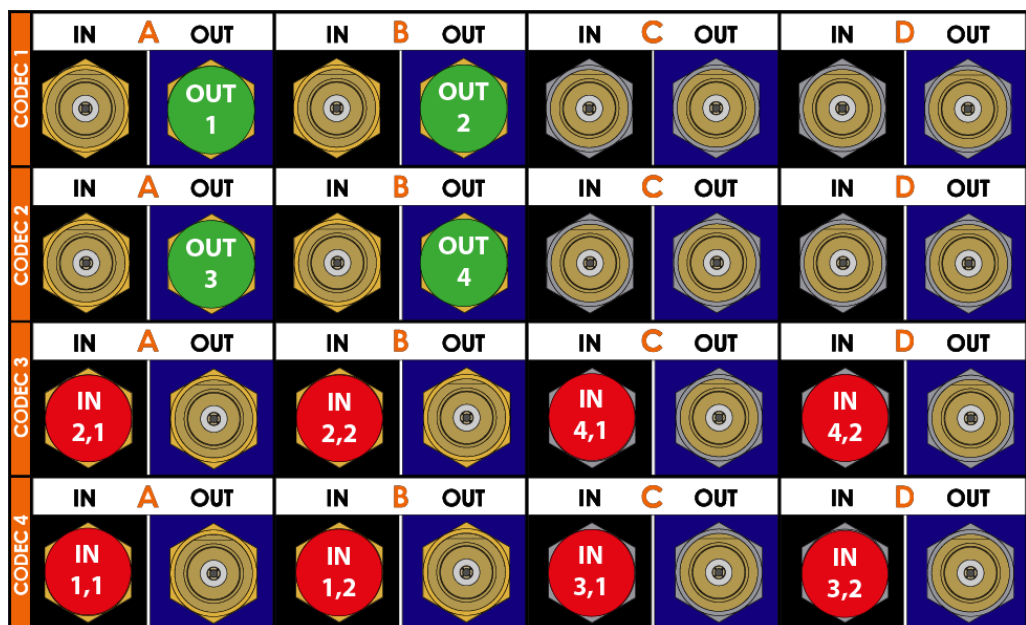 CODEC 1
IN A OUT IN B OUT IN C OUT IN D OUT
OUT
1
OUT
2
CODEC 2
IN A OUT IN B OUT IN C OUT IN D OUT
OUT
3
OUT
4
CODEC 3
IN A OUT IN B OUT IN C OUT IN D OUT
IN
2,1
IN
2,2
IN
4,1
IN
4,2
CODEC 4
IN A OUT IN B OUT IN C OUT IN D OUT
IN
1,1
IN
1,2
IN
3,1
IN
3,2